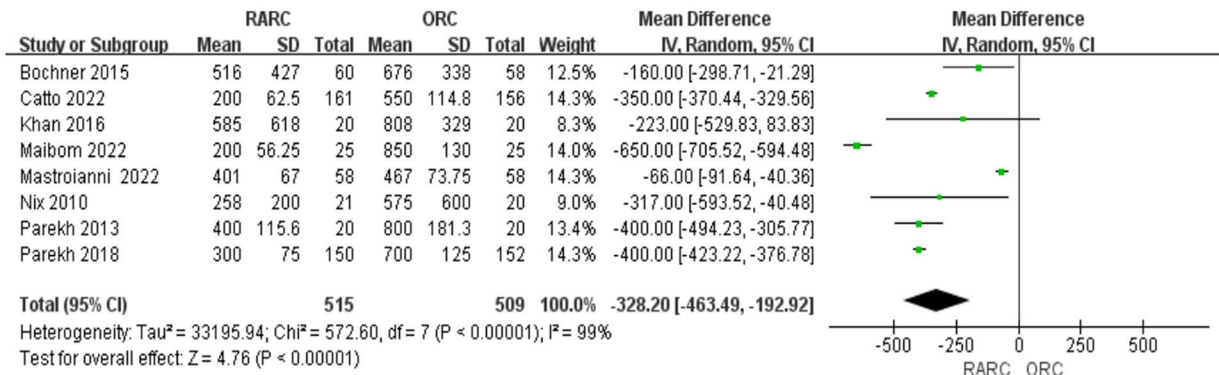 RARC ORC Mean Difference Mean Difference
Study or Subgroup Mean SD Total Mean SD Total Weight IV, Random, 95% CI IV, Random, 95% CI
Bochner 2015 516 427 60 676 338 58 12.5% -160.00 [-298.71, -21.29]
Catto 2022 200 62.5 161 550 114.8 156 14.3% -350.00 [-370.44, -329.56]
Khan 2016 585 618 20 808 329 20 8.3% -223.00 [-529.83, 83.83]
Maibom 2022 200 56.25 25 850 130 25 14.0% -650.00 [-705.52, -594.48]
Mastroianni 2022 401 67 58 467 73.75 58 14.3% -66.00 [-91.64, -40.36]
Nix 2010 258 200 21 575 600 20 9.0% -317.00 [-593.52, -40.48]
Parekh 2013 400 115.6 20 800 181.3 20 13.4% -400.00 [-494.23, -305.77]
Parekh 2018 300 75 150 700 125 152 14.3% -400.00 [-423.22, -376.78]
Total (95% CI) 515 509 100.0% -328.20 [-463.49, -192.92]
Heterogeneity: Tau² = 33195.94; Chi² = 572.60, df = 7 (P < 0.00001); I² = 99%
Test for overall effect: Z = 4.76 (P < 0.00001)
-500 -250 0 250 500
RARC ORC